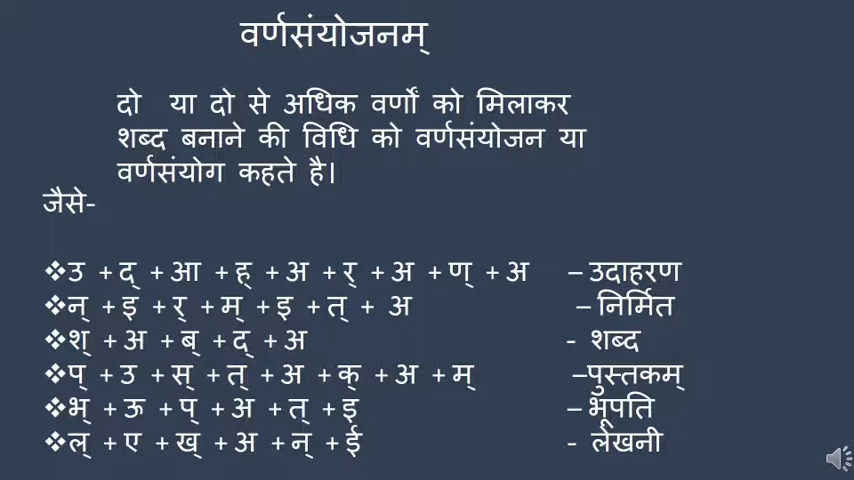 वर्णसंयोजनम्
दो या दो से अधिक वर्णों को मिलाकर
शब्द बनाने की विधि को वर्णसंयोजन या
वर्णसंयोग कहते है।
जैसे-
❖उ +द् +आ +ह् +अ +र् +अ +ण् +अ – उदाहरण
❖न् +इ +र् +म् +इ +त् + अ – निर्मित
❖श् +अ +ब् +द् +अ - शब्द
❖प् +उ +स् +त् +अ +क् +अ +म् –पुस्तकम्
❖भ् +ऊ +प् +अ +त् +इ – भूपति
❖ल् +ए +ख् +अ +न् +ई - लेखनी